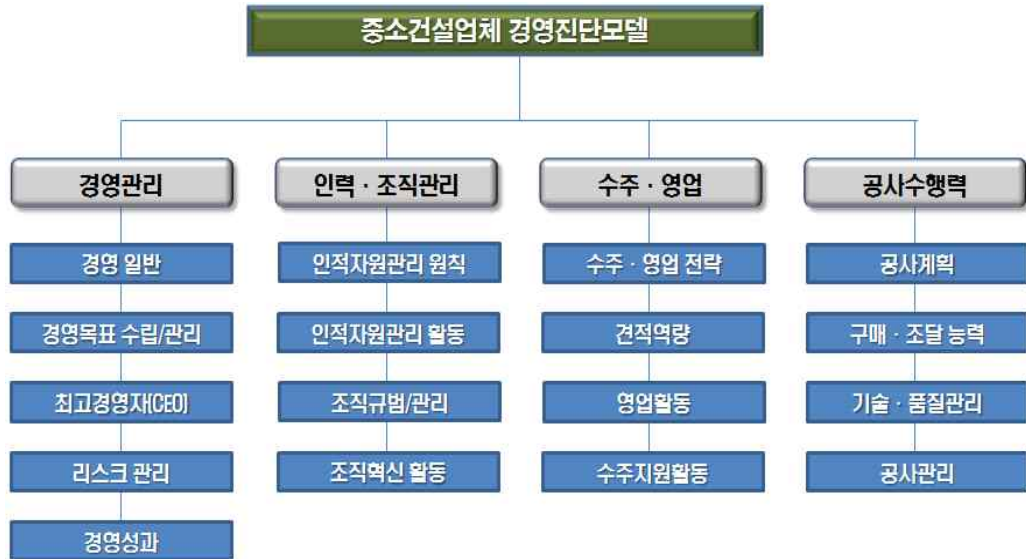 중소건설업체 경영진단모델
경영관리
인력 · 조직관리
수주 · 영업
공사수행력
경영 일반
인적자원관리 원칙
수주 · 영업 전략
공사계획
경영목표 수립/관리
인적자원관리 활동
견적역량
구매 · 조달 능력
최고경영자(CEO)
조직규범/관리
영업활동
기술 · 품질관리
리스크 관리
조직혁신 활동
수주지원활동
공사관리
경영성과